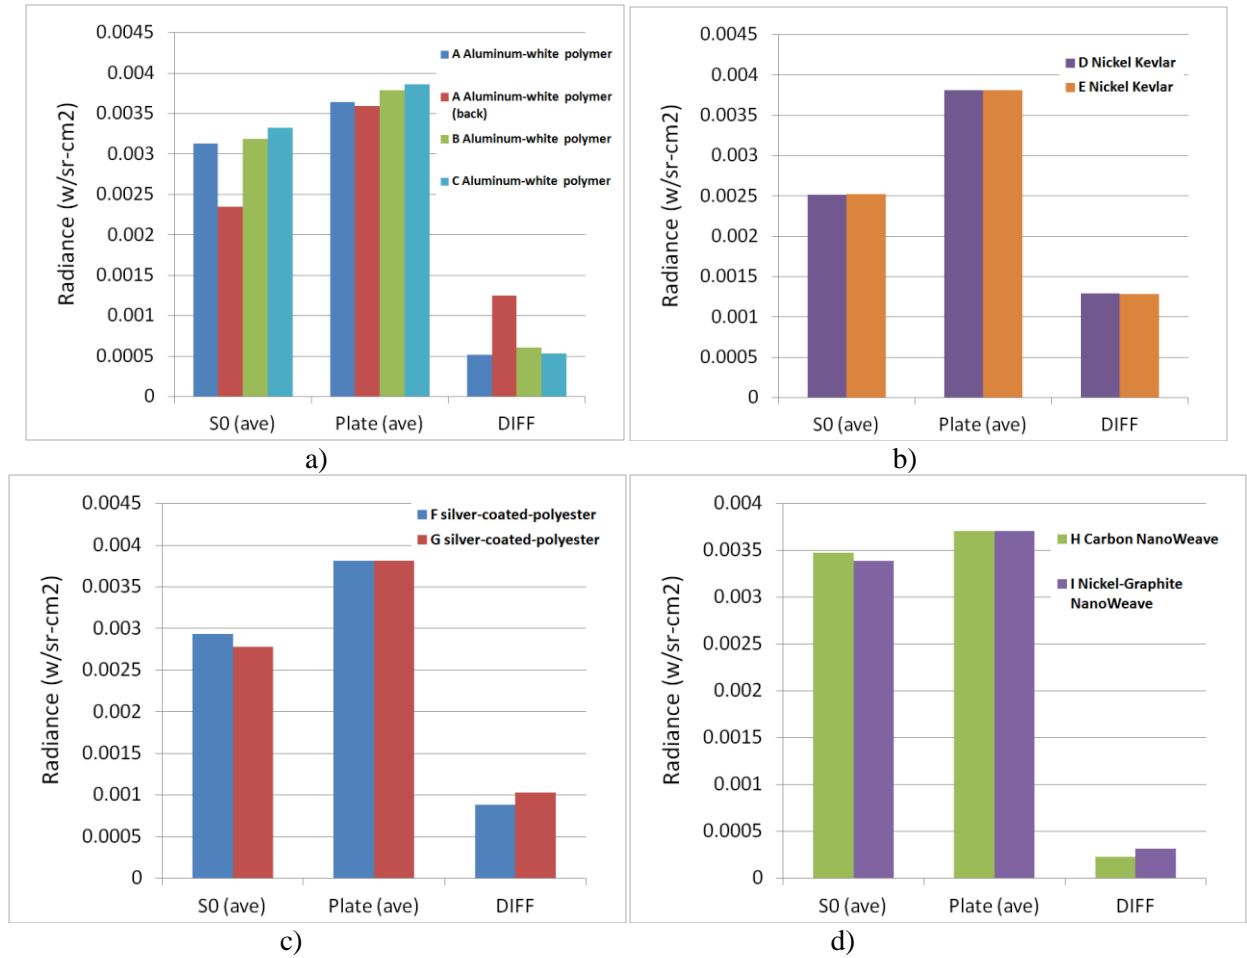 0.0045
0.004
0.0035
0.003
0.0025
0.002
0.0015
0.001
0.0005
0
Radiance (w/sr-cm2)
S0 (ave) Plate (ave) DIFF
A Aluminum-white polymer
A Aluminum-white polymer
(back)
B Aluminum-white polymer
C Aluminum-white polymer
a)
0.0045
0.004
0.0035
0.003
0.0025
0.002
0.0015
0.001
0.0005
0
Radiance (w/sr-cm2)
S0 (ave) Plate (ave) DIFF
D Nickel Kevlar
E Nickel Kevlar
b)
0.0045
0.004
0.0035
0.003
0.0025
0.002
0.0015
0.001
0.0005
0
Radiance (w/sr-cm2)
S0 (ave) Plate (ave) DIFF
F silver-coated-polyester
G silver-coated-polyester
c)
0.004
0.0035
0.003
0.0025
0.002
0.0015
0.001
0.0005
0
Radiance (w/sr-cm2)
S0 (ave) Plate (ave) DIFF
H Carbon NanoWeave
I Nickel-Graphite
NanoWeave
d)